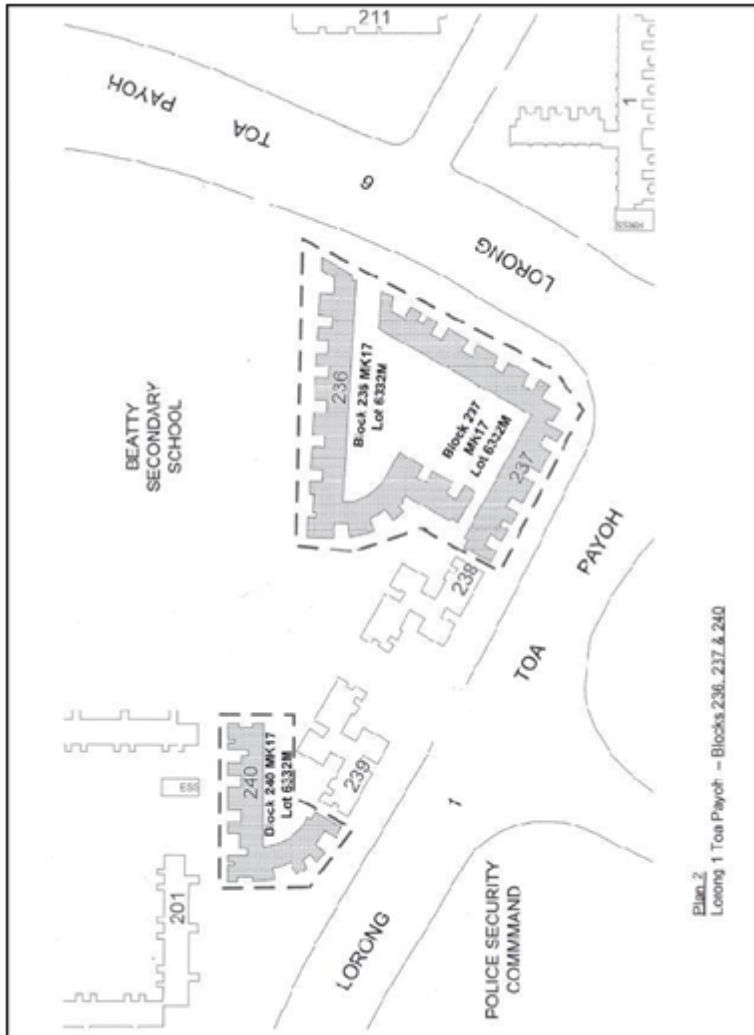 211
PAYOH
TOA
6
LORONG
1
BEATTY
SECONDARY
SCHOOL
236
Block 236 MK17
Lot 6332M
Block 237
MK17
Lot 6332M
237
238
PAYOH
TOA
239
240
Block 240 MK17
Lot 6332M
201
1
LORONG
POLICE SECURITY
COMMMAND
Plan 2
Lorong 1 Toa Payoh – Blocks 236, 237 & 240